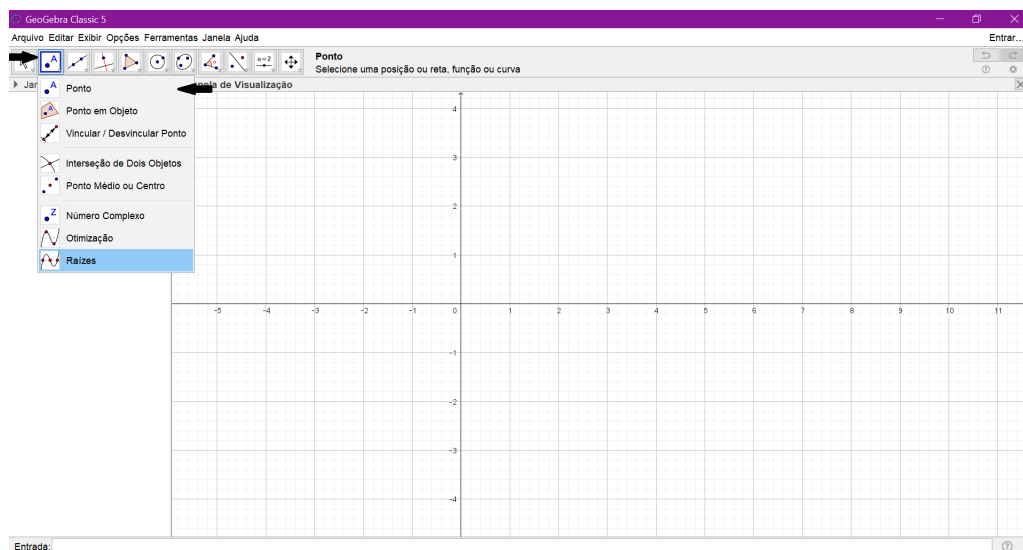 GeoGebra Classic 5
Arquivo Editar Exibir Opções Ferramentas Janela Ajuda
Entrar...
A
a=2
Ponto
Selecione uma posição ou reta, função ou curva
Jan
nela de Visualização
A Ponto
A Ponto em Objeto
Vincular / Desvincular Ponto
Interseção de Dois Objetos
Ponto Médio ou Centro
Z Número Complexo
Otimização
Raízes
4
3
2
1
-5 -4 -3 -2 -1 0 1 2 3 4 5 6 7 8 9 10 11
-1
-2
-3
-4
Entrada: